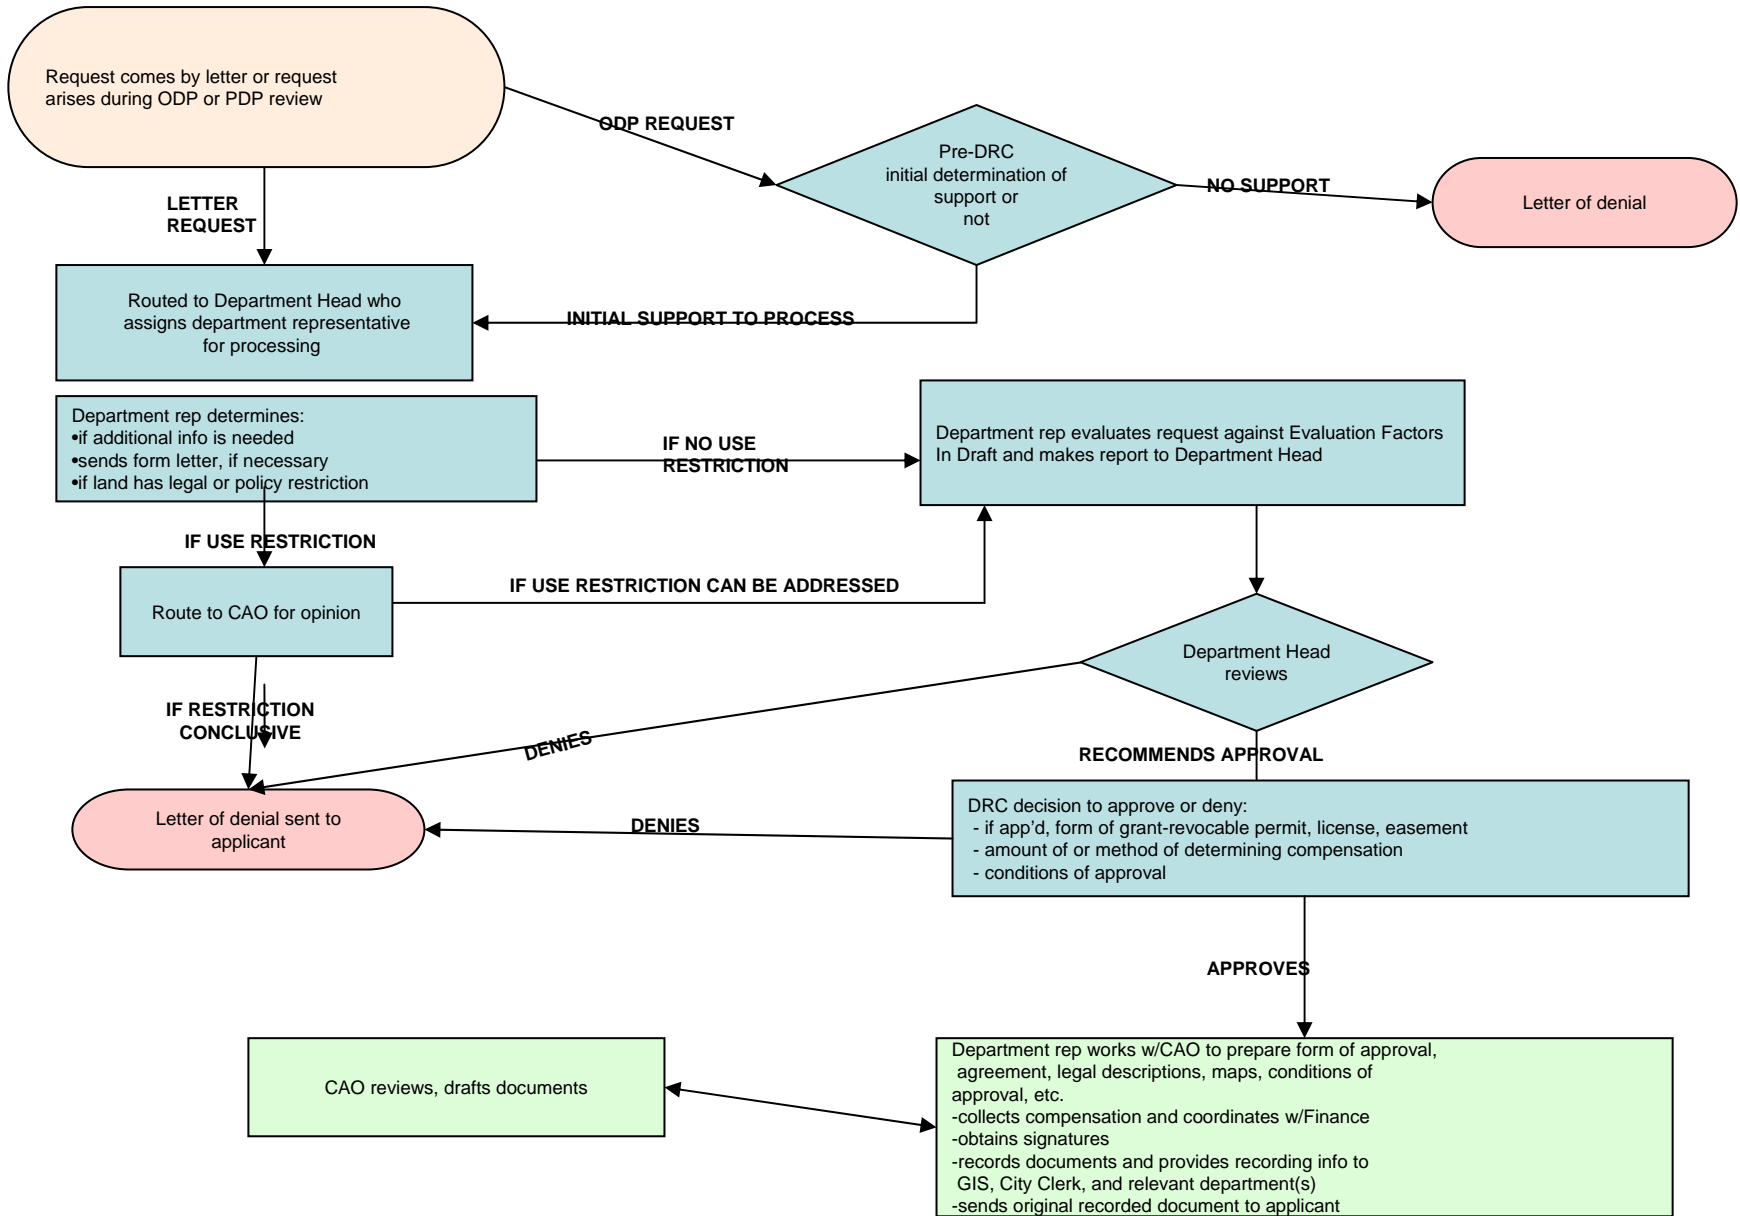 Request comes by letter or request
arises during ODP or PDP review
ODP REQUEST
Pre-DRC
initial determination of
support or
not
NO SUPPORT
Letter of denial
LETTER
REQUEST
Routed to Department Head who
assigns department representative
for processing
INITIAL SUPPORT TO PROCESS
Department rep determines:
•if additional info is needed
•sends form letter, if necessary
•if land has legal or policy restriction
IF NO USE
RESTRICTION
Department rep evaluates request against Evaluation Factors
In Draft and makes report to Department Head
IF USE RESTRICTION
Route to CAO for opinion
IF USE RESTRICTION CAN BE ADDRESSED
Department Head
reviews
IF RESTRICTION
CONCLUSIVE
DENIES
RECOMMENDS APPROVAL
Letter of denial sent to
applicant
DENIES
DRC decision to approve or deny:
- if app’d, form of grant-revocable permit, license, easement
- amount of or method of determining compensation
- conditions of approval
APPROVES
CAO reviews, drafts documents
Department rep works w/CAO to prepare form of approval,
agreement, legal descriptions, maps, conditions of
approval, etc.
-collects compensation and coordinates w/Finance
-obtains signatures
-records documents and provides recording info to
GIS, City Clerk, and relevant department(s)
-sends original recorded document to applicant